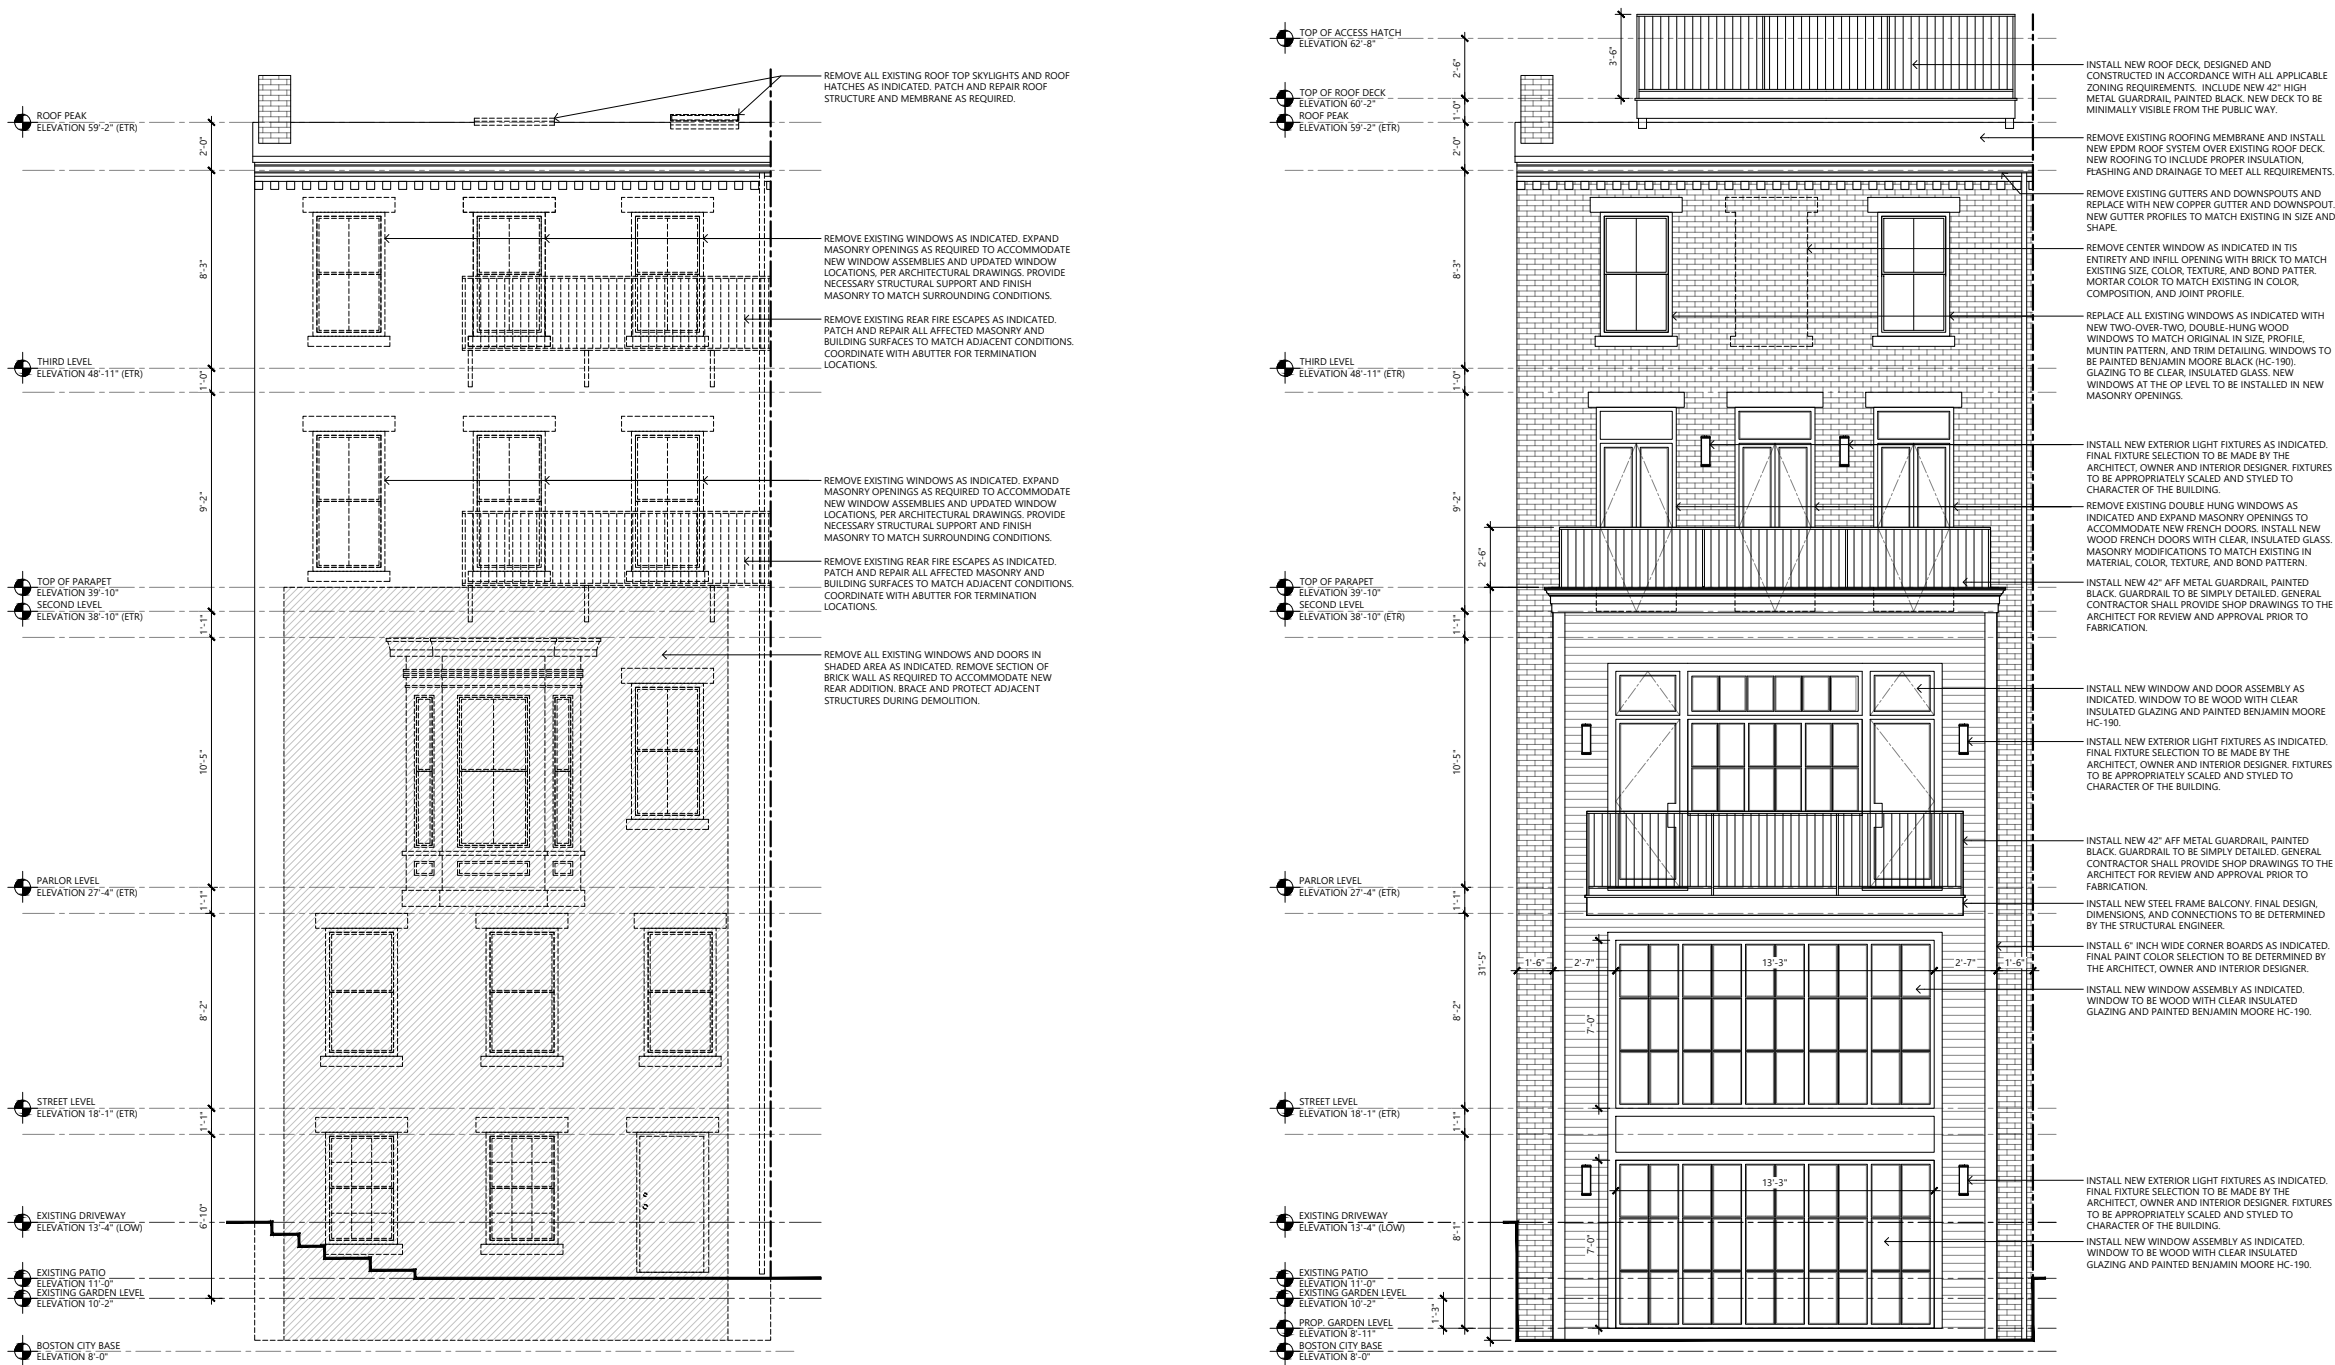 ROOF PEAK
ELEVATION 59'-2" (ETR)
2'-0"
8'-3"
THIRD LEVEL
ELEVATION 48'-11" (ETR)
1'-0"
9'-2"
TOP OF PARAPET
ELEVATION 39'-10"
SECOND LEVEL
ELEVATION 38'-10" (ETR)
1'-1"
10'-5"
PARLOR LEVEL
ELEVATION 27'-4" (ETR)
1'-1"
8'-2"
STREET LEVEL
ELEVATION 18'-1" (ETR)
1'-1"
6'-10"
EXISTING DRIVEWAY
ELEVATION 13'-4" (LOW)
EXISTING PATIO
ELEVATION 11'-0"
EXISTING GARDEN LEVEL
ELEVATION 10'-2"
BOSTON CITY BASE
ELEVATION 8'-0"
REMOVE ALL EXISTING ROOF TOP SKYLIGHTS AND ROOF
HATCHES AS INDICATED. PATCH AND REPAIR ROOF
STRUCTURE AND MEMBRANE AS REQUIRED.
REMOVE EXISTING WINDOWS AS INDICATED. EXPAND
MASONRY OPENINGS AS REQUIRED TO ACCOMMODATE
NEW WINDOW ASSEMBLIES AND UPDATED WINDOW
LOCATIONS, PER ARCHITECTURAL DRAWINGS. PROVIDE
NECESSARY STRUCTURAL SUPPORT AND FINISH
MASONRY TO MATCH SURROUNDING CONDITIONS.
REMOVE EXISTING REAR FIRE ESCAPES AS INDICATED.
PATCH AND REPAIR ALL AFFECTED MASONRY AND
BUILDING SURFACES TO MATCH ADJACENT CONDITIONS.
COORDINATE WITH ABUTTER FOR TERMINATION
LOCATIONS.
REMOVE EXISTING WINDOWS AS INDICATED. EXPAND
MASONRY OPENINGS AS REQUIRED TO ACCOMMODATE
NEW WINDOW ASSEMBLIES AND UPDATED WINDOW
LOCATIONS, PER ARCHITECTURAL DRAWINGS. PROVIDE
NECESSARY STRUCTURAL SUPPORT AND FINISH
MASONRY TO MATCH SURROUNDING CONDITIONS.
REMOVE EXISTING REAR FIRE ESCAPES AS INDICATED.
PATCH AND REPAIR ALL AFFECTED MASONRY AND
BUILDING SURFACES TO MATCH ADJACENT CONDITIONS.
COORDINATE WITH ABUTTER FOR TERMINATION
LOCATIONS.
REMOVE ALL EXISTING WINDOWS AND DOORS IN
SHADED AREA AS INDICATED. REMOVE SECTION OF
BRICK WALL AS REQUIRED TO ACCOMMODATE NEW
REAR ADDITION. BRACE AND PROTECT ADJACENT
STRUCTURES DURING DEMOLITION.
TOP OF ACCESS HATCH
ELEVATION 62'-8"
2'-6"
3'-6"
TOP OF ROOF DECK
ELEVATION 60'-2"
1'-0"
ROOF PEAK
ELEVATION 59'-2" (ETR)
2'-0"
8'-3"
THIRD LEVEL
ELEVATION 48'-11" (ETR)
1'-0"
9'-2"
2'-6"
TOP OF PARAPET
ELEVATION 39'-10"
SECOND LEVEL
ELEVATION 38'-10" (ETR)
1'-1"
10'-5"
PARLOR LEVEL
ELEVATION 27'-4" (ETR)
1'-1"
31'-5"
1'-6"
2'-7"
13'-3"
2'-7"
1'-6"
8'-2"
7'-0"
STREET LEVEL
ELEVATION 18'-1" (ETR)
1'-1"
13'-3"
8'-1"
7'-0"
EXISTING DRIVEWAY
ELEVATION 13'-4" (LOW)
EXISTING PATIO
ELEVATION 11'-0"
EXISTING GARDEN LEVEL
ELEVATION 10'-2"
1'-3"
PROP. GARDEN LEVEL
ELEVATION 8'-11"
BOSTON CITY BASE
ELEVATION 8'-0"
INSTALL NEW ROOF DECK, DESIGNED AND
CONSTRUCTED IN ACCORDANCE WITH ALL APPLICABLE
ZONING REQUIREMENTS. INCLUDE NEW 42" HIGH
METAL GUARDRAIL, PAINTED BLACK. NEW DECK TO BE
MINIMALLY VISIBLE FROM THE PUBLIC WAY.
REMOVE EXISTING ROOFING MEMBRANE AND INSTALL
NEW EPDM ROOF SYSTEM OVER EXISTING ROOF DECK.
NEW ROOFING TO INCLUDE PROPER INSULATION,
FLASHING AND DRAINAGE TO MEET ALL REQUIREMENTS.
REMOVE EXISTING GUTTERS AND DOWNSPOUTS AND
REPLACE WITH NEW COPPER GUTTER AND DOWNSPOUT.
NEW GUTTER PROFILES TO MATCH EXISTING IN SIZE AND
SHAPE.
REMOVE CENTER WINDOW AS INDICATED IN TIS
ENTIRETY AND INFILL OPENING WITH BRICK TO MATCH
EXISTING SIZE, COLOR, TEXTURE, AND BOND PATTER.
MORTAR COLOR TO MATCH EXISTING IN COLOR,
COMPOSITION, AND JOINT PROFILE.
REPLACE ALL EXISTING WINDOWS AS INDICATED WITH
NEW TWO-OVER-TWO, DOUBLE-HUNG WOOD
WINDOWS TO MATCH ORIGINAL IN SIZE, PROFILE,
MUNTIN PATTERN, AND TRIM DETAILING. WINDOWS TO
BE PAINTED BENJAMIN MOORE BLACK (HC-190).
GLAZING TO BE CLEAR, INSULATED GLASS. NEW
WINDOWS AT THE OP LEVEL TO BE INSTALLED IN NEW
MASONRY OPENINGS.
INSTALL NEW EXTERIOR LIGHT FIXTURES AS INDICATED.
FINAL FIXTURE SELECTION TO BE MADE BY THE
ARCHITECT, OWNER AND INTERIOR DESIGNER. FIXTURES
TO BE APPROPRIATELY SCALED AND STYLED TO
CHARACTER OF THE BUILDING.
REMOVE EXISTING DOUBLE HUNG WINDOWS AS
INDICATED AND EXPAND MASONRY OPENINGS TO
ACCOMMODATE NEW FRENCH DOORS. INSTALL NEW
WOOD FRENCH DOORS WITH CLEAR, INSULATED GLASS.
MASONRY MODIFICATIONS TO MATCH EXISTING IN
MATERIAL, COLOR, TEXTURE, AND BOND PATTERN.
INSTALL NEW 42" AFF METAL GUARDRAIL, PAINTED
BLACK. GUARDRAIL TO BE SIMPLY DETAILED. GENERAL
CONTRACTOR SHALL PROVIDE SHOP DRAWINGS TO THE
ARCHITECT FOR REVIEW AND APPROVAL PRIOR TO
FABRICATION.
INSTALL NEW WINDOW AND DOOR ASSEMBLY AS
INDICATED. WINDOW TO BE WOOD WITH CLEAR
INSULATED GLAZING AND PAINTED BENJAMIN MOORE
HC-190.
INSTALL NEW EXTERIOR LIGHT FIXTURES AS INDICATED.
FINAL FIXTURE SELECTION TO BE MADE BY THE
ARCHITECT, OWNER AND INTERIOR DESIGNER. FIXTURES
TO BE APPROPRIATELY SCALED AND STYLED TO
CHARACTER OF THE BUILDING.
INSTALL NEW 42" AFF METAL GUARDRAIL, PAINTED
BLACK. GUARDRAIL TO BE SIMPLY DETAILED. GENERAL
CONTRACTOR SHALL PROVIDE SHOP DRAWINGS TO THE
ARCHITECT FOR REVIEW AND APPROVAL PRIOR TO
FABRICATION.
INSTALL NEW STEEL FRAME BALCONY. FINAL DESIGN,
DIMENSIONS, AND CONNECTIONS TO BE DETERMINED
BY THE STRUCTURAL ENGINEER.
INSTALL 6" INCH WIDE CORNER BOARDS AS INDICATED.
FINAL PAINT COLOR SELECTION TO BE DETERMINED BY
THE ARCHITECT, OWNER AND INTERIOR DESIGNER.
INSTALL NEW WINDOW ASSEMBLY AS INDICATED.
WINDOW TO BE WOOD WITH CLEAR INSULATED
GLAZING AND PAINTED BENJAMIN MOORE HC-190.
INSTALL NEW EXTERIOR LIGHT FIXTURES AS INDICATED.
FINAL FIXTURE SELECTION TO BE MADE BY THE
ARCHITECT, OWNER AND INTERIOR DESIGNER. FIXTURES
TO BE APPROPRIATELY SCALED AND STYLED TO
CHARACTER OF THE BUILDING.
INSTALL NEW WINDOW ASSEMBLY AS INDICATED.
WINDOW TO BE WOOD WITH CLEAR INSULATED
GLAZING AND PAINTED BENJAMIN MOORE HC-190.